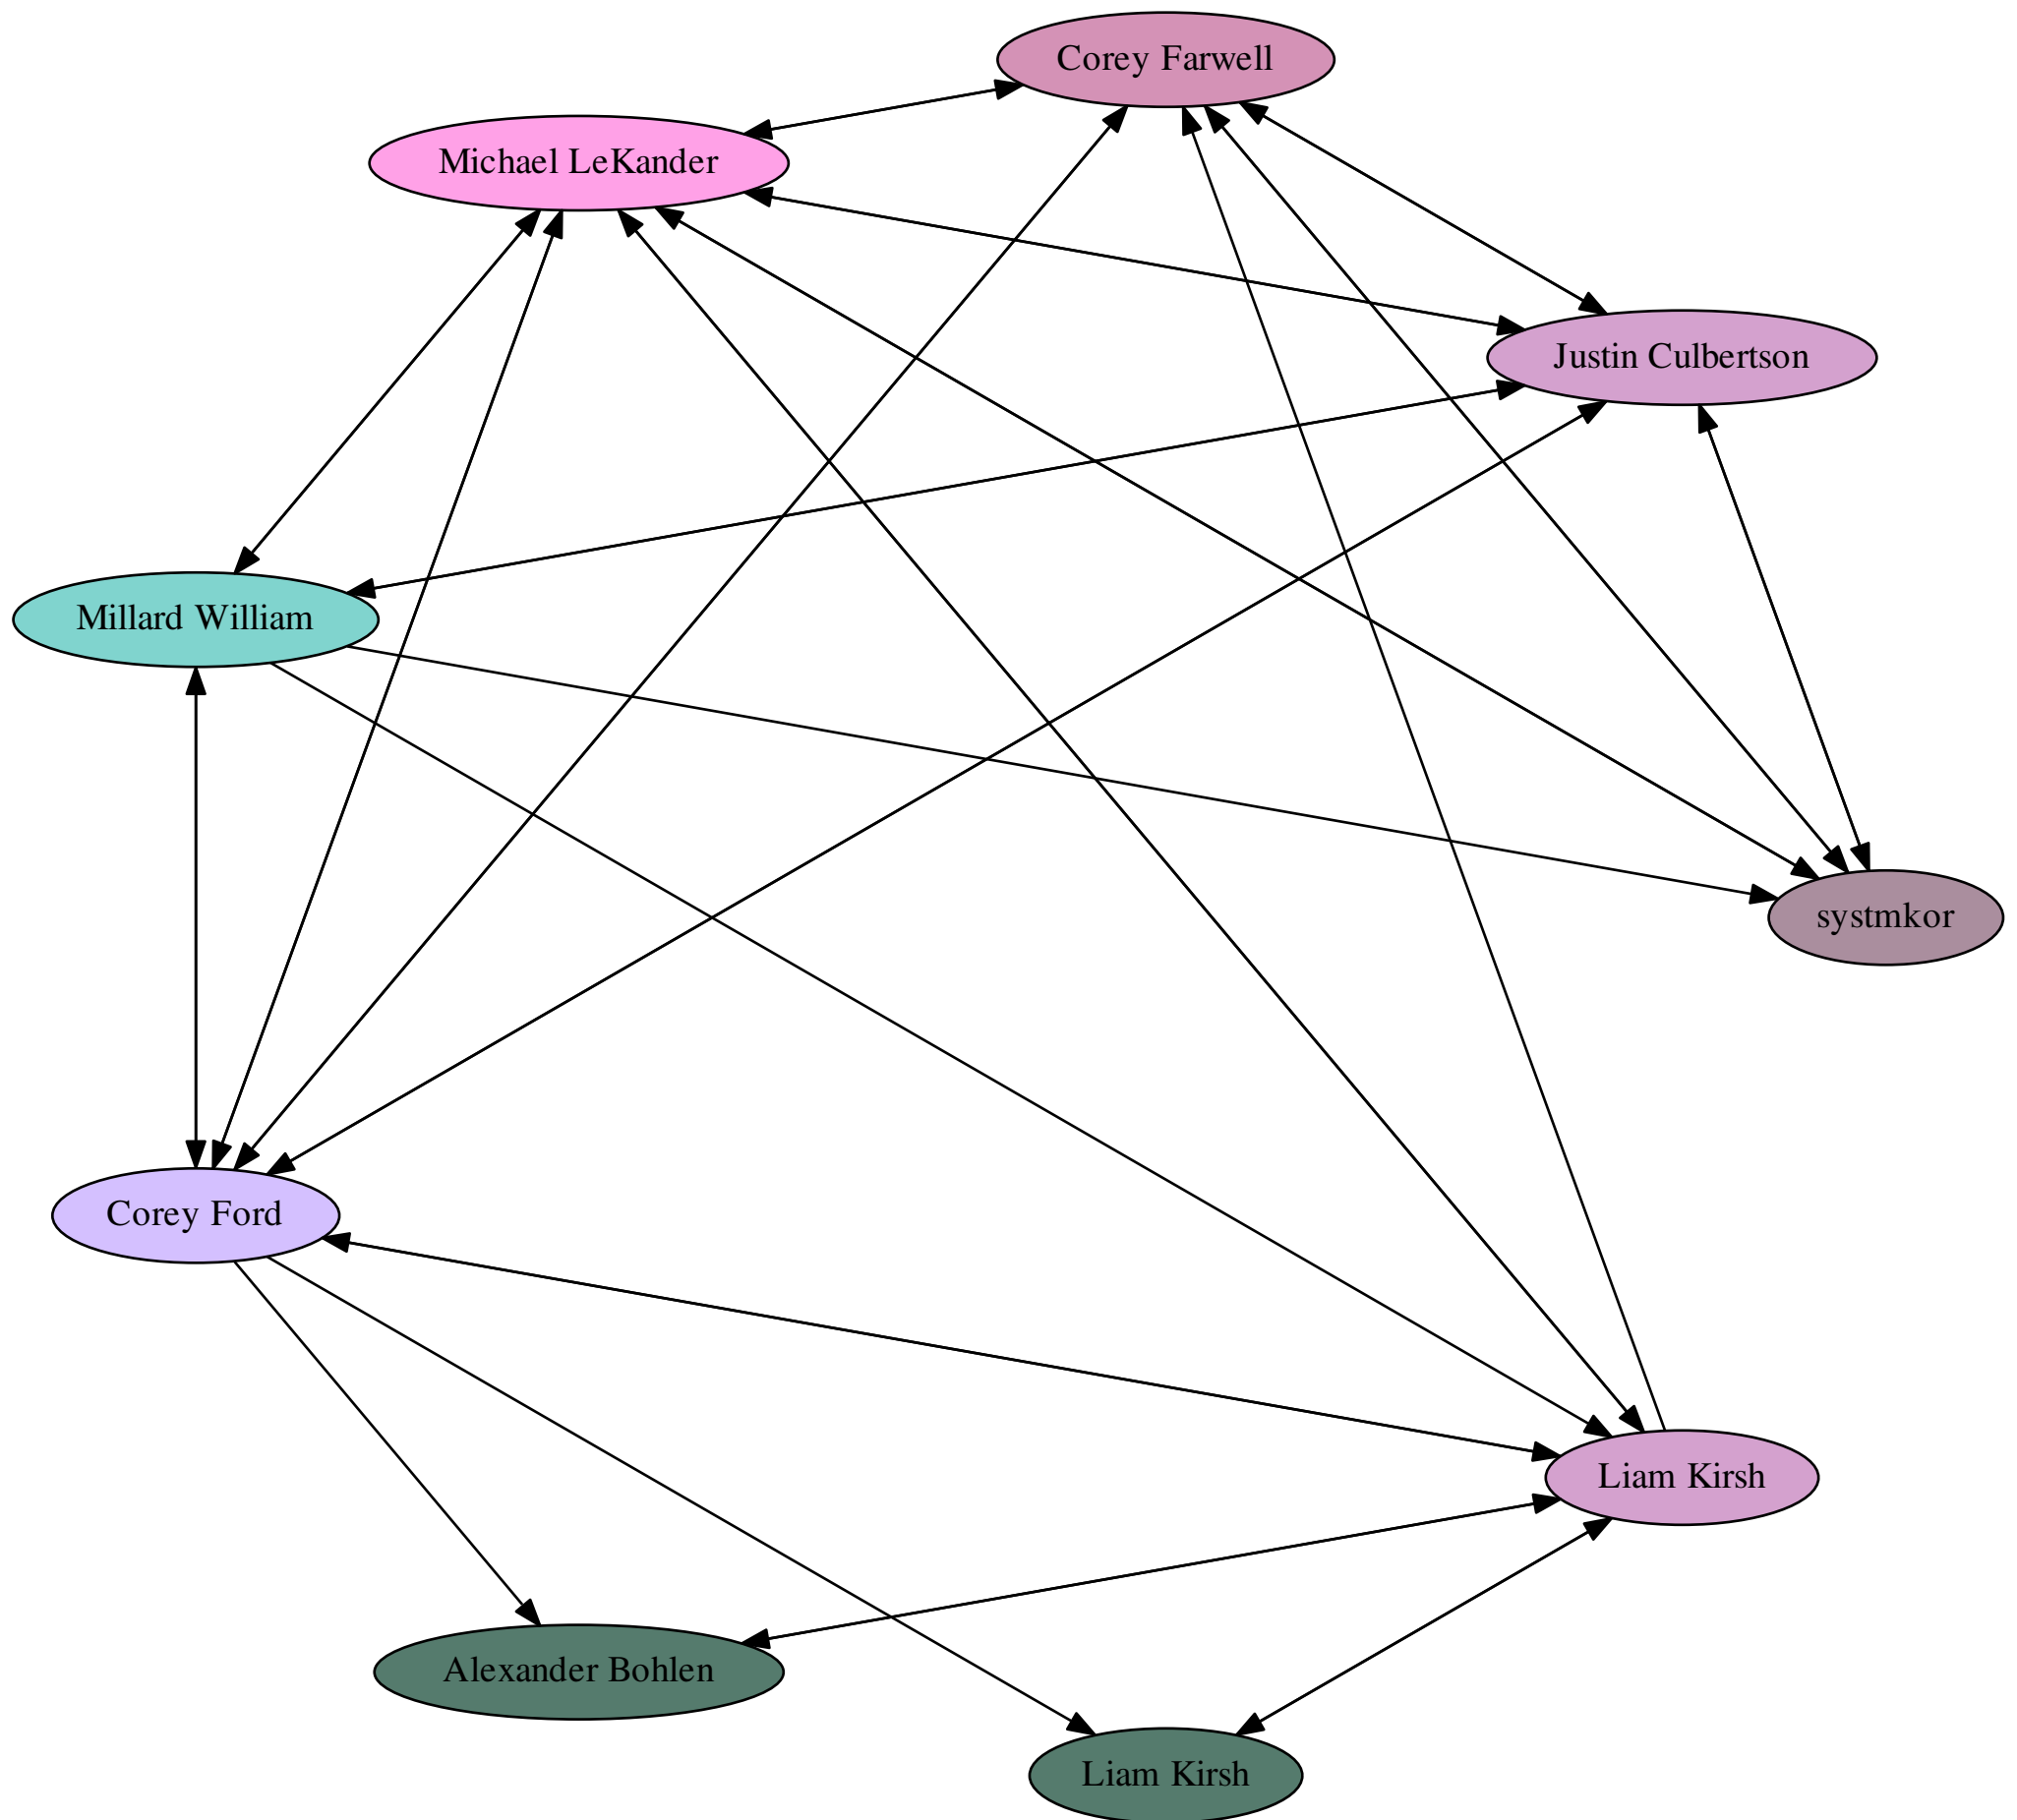 Corey Farwell
Michael LeKander
Justin Culbertson
Millard William
systmkor
Corey Ford
Liam Kirsh
Alexander Bohlen
Liam Kirsh